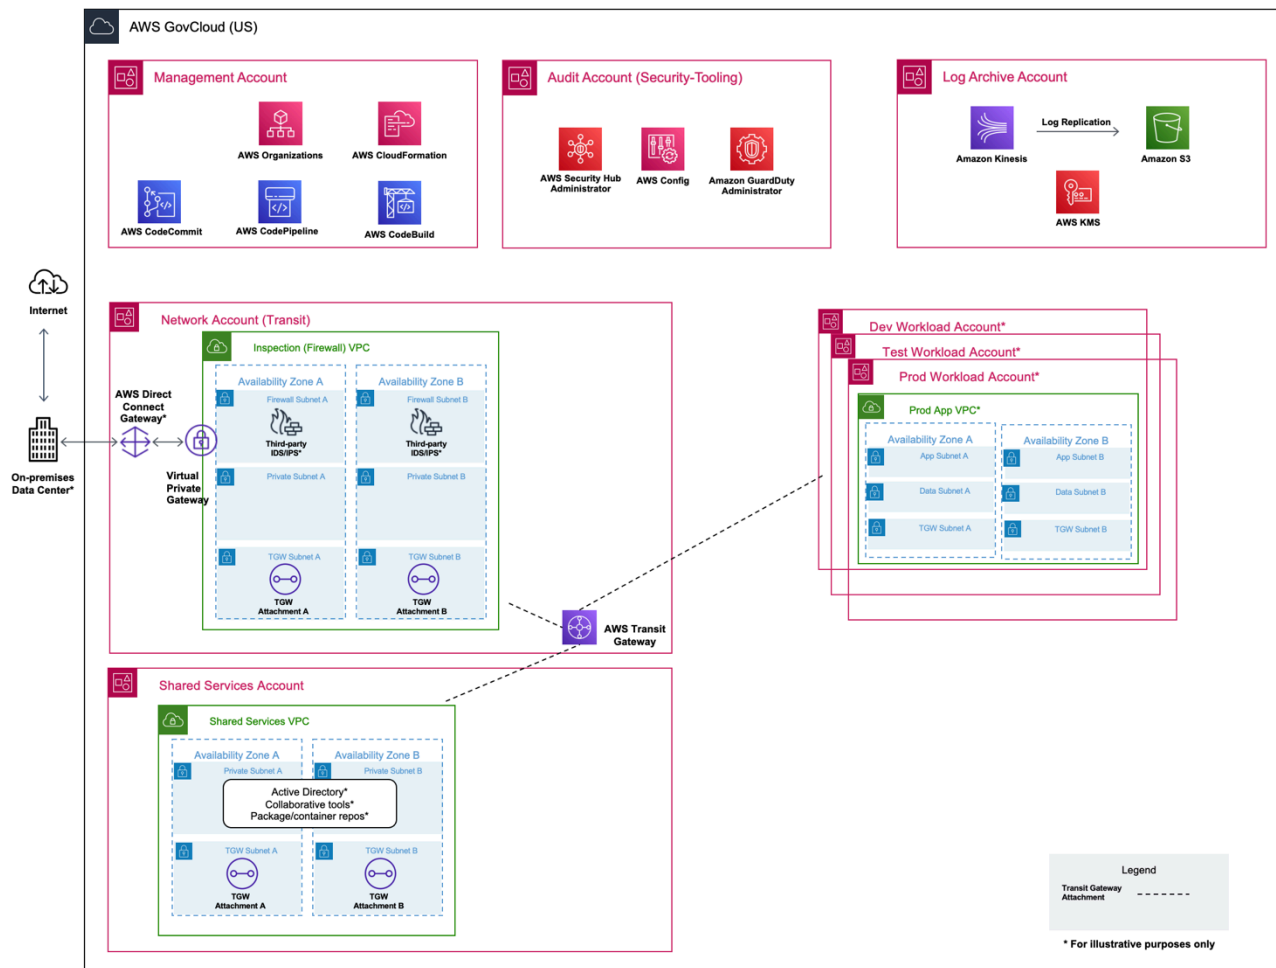 AWS GovCloud (US)
Management Account
AWS Organizations
AWS CloudFormation
AWS CodeCommit
AWS CodePipeline
AWS CodeBuild
Audit Account (Security-Tooling)
AWS Security Hub
Administrator
AWS Config
Amazon GuardDuty
Administrator
Log Archive Account
Amazon Kinesis
Log Replication
Amazon S3
AWS KMS
Internet
On-premises
Data Center*
AWS Direct
Connect
Gateway*
Virtual
Private
Gateway
Network Account (Transit)
Inspection (Firewall) VPC
Availability Zone A
Firewall Subnet A
Third-party
IDS/IPS*
Private Subnet A
TGW Subnet A
TGW
Attachment A
Availability Zone B
Firewall Subnet B
Third-party
IDS/IPS*
Private Subnet B
TGW Subnet B
TGW
Attachment B
AWS Transit
Gateway
Dev Workload Account*
Test Workload Account*
Prod Workload Account*
Prod App VPC*
Availability Zone A
App Subnet A
Data Subnet A
TGW Subnet A
Availability Zone B
App Subnet B
Data Subnet B
TGW Subnet B
Shared Services Account
Shared Services VPC
Availability Zone A
Private Subnet A
Availability Zone B
Private Subnet B
Active Directory*
Collaborative tools*
Package/container repos*
TGW Subnet A
TGW
Attachment A
TGW Subnet B
TGW
Attachment B
Legend
Transit Gateway
Attachment
* For illustrative purposes only